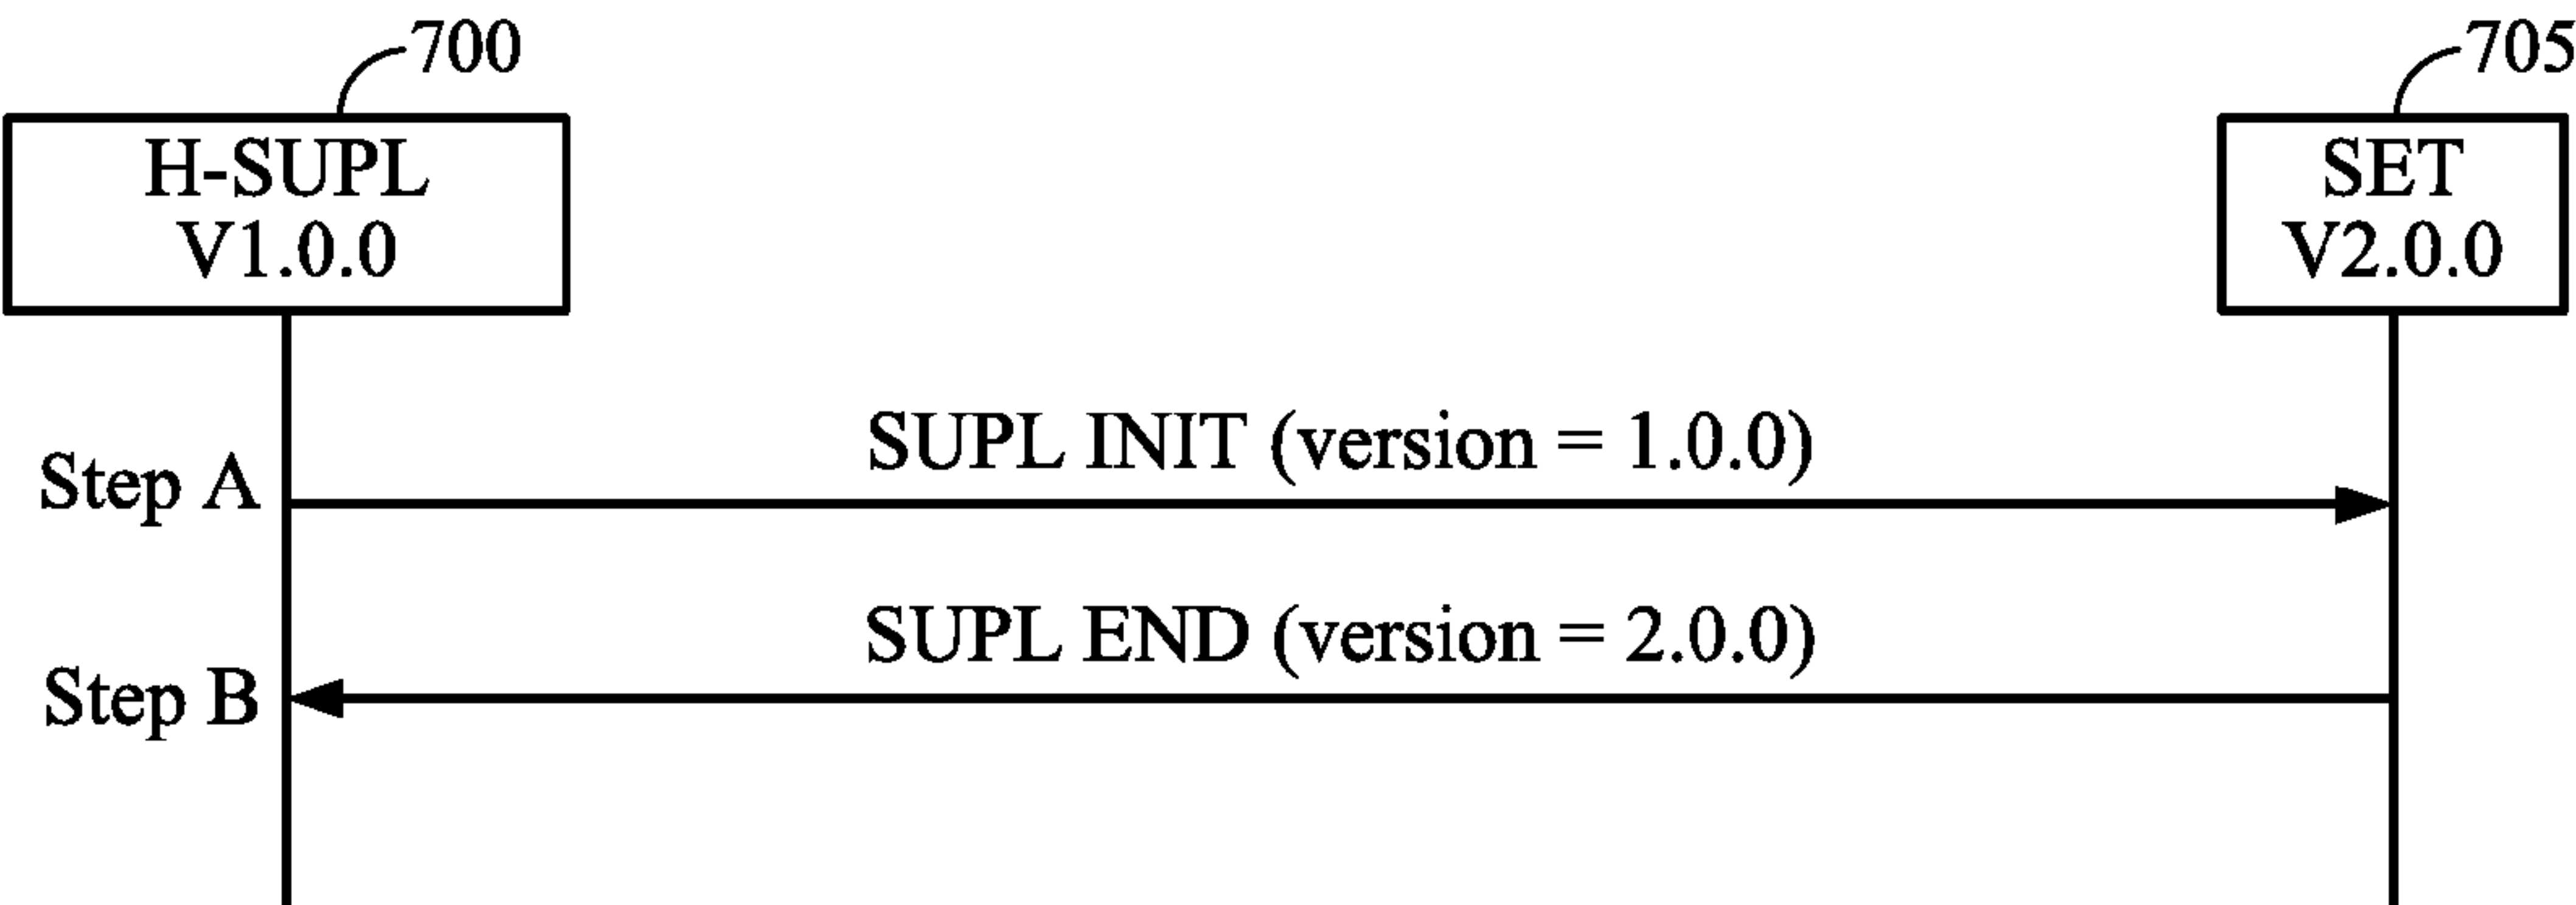 700
705
H-SUPL
V1.0.0
SET
V2.0.0
SUPL INIT (version = 1.0.0)
Step A
SUPL END (version = 2.0.0)
Step B